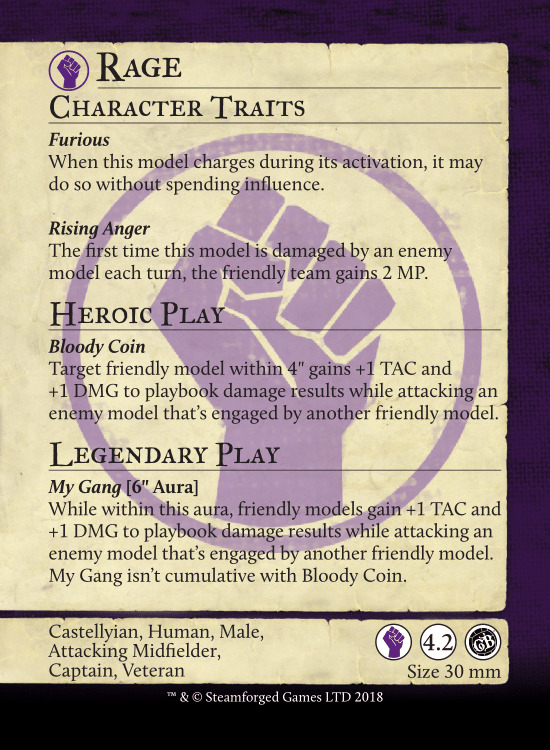 Rage
Character Traits
Furious
When this model charges during its activation, it may
do so without spending influence.
Rising Anger
The first time this model is damaged by an enemy
model each turn, the friendly team gains 2 MP.
Heroic Play
Bloody Coin
Target friendly model within 4" gains +1 TAC and
+1 DMG to playbook damage results while attacking an
enemy model that's engaged by another friendly model.
Legendary Play
My Gang [6" Aura]
While within this aura, friendly models gain +1 TAC and
+1 DMG to playbook damage results while attacking an
enemy model that's engaged by another friendly model.
My Gang isn't cumulative with Bloody Coin.
Castellyian, Human, Male,
Attacking Midfielder,
Captain, Veteran
4.2
GB
Size 30 mm
™ & © Steamforged Games LTD 2018